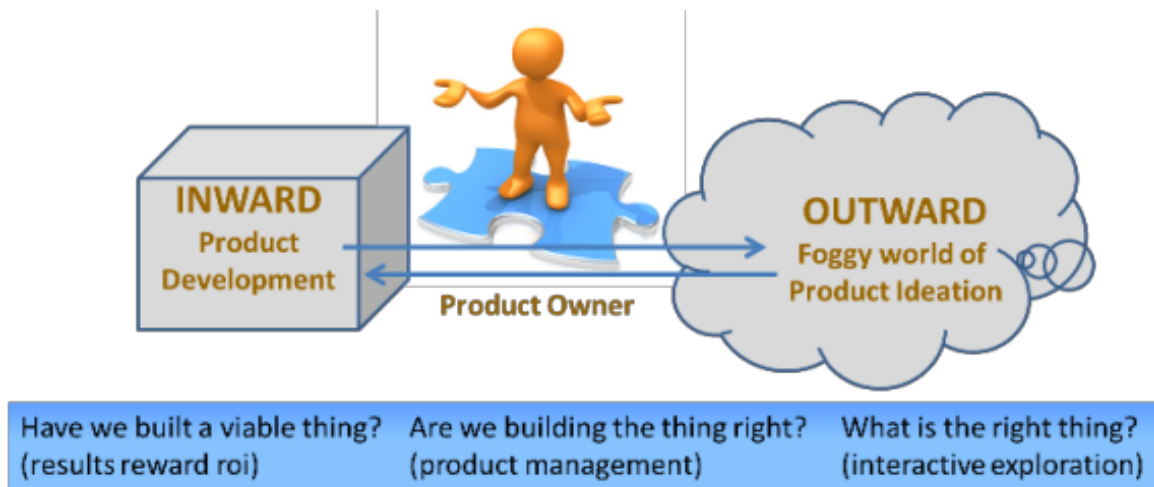 INWARD
Product
Development
Product Owner
OUTWARD
Foggy world of
Product Ideation
Have we built a viable thing?
(results reward roi)
Are we building the thing right?
(product management)
What is the right thing?
(interactive exploration)